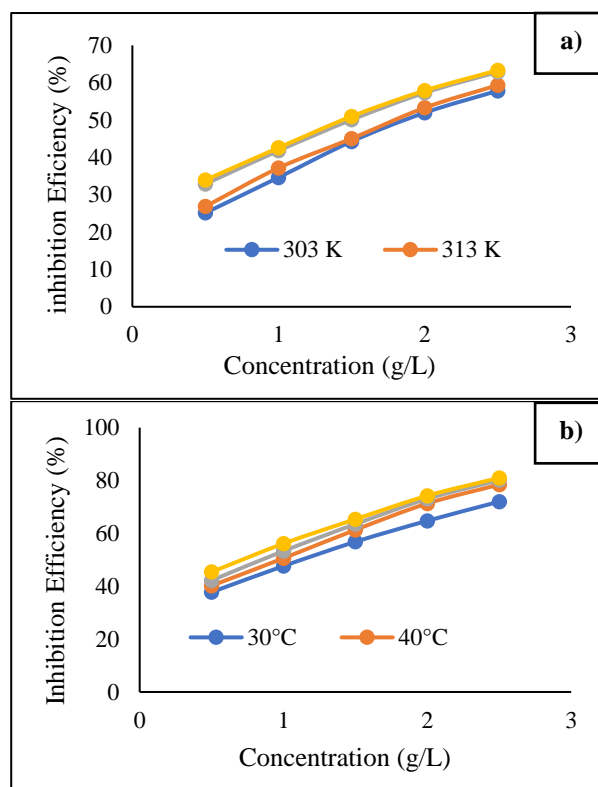 a)
70
60
50
40
30
20
10
0
inhibition Eficiency (%)
303 K 313 K
0 1 2 3
Concentration (g/L)
b)
100
80
60
40
20
0
Inhibition Efficiency (%)
30°C 40°C
0 1 2 3
Concentration (g/L)